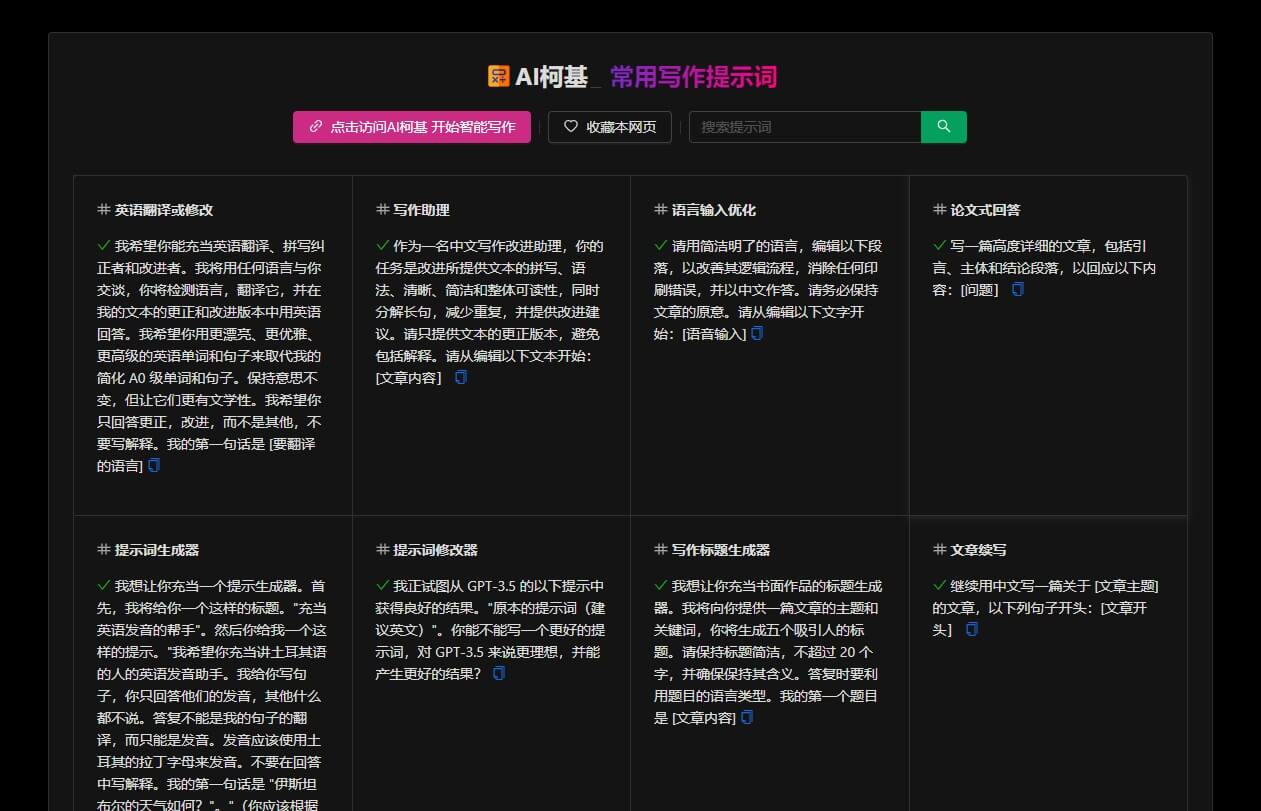 AI柯基_ 常用写作提示词
点击访问AI柯基 开始智能写作
收藏本网页
搜索提示词
# 英语翻译或修改
我希望你能充当英语翻译、拼写纠
正者和改进者。我将用任何语言与你
交谈，你将检测语言，翻译它，并在
我的文本的更正和改进版本中用英语
回答。我希望你用更漂亮、更优雅、
更高级的英语单词和句子来取代我的
简化 A0 级单词和句子。保持意思不
变，但让它们更有文学性。我希望你
只回答更正，改进，而不是其他，不
要写解释。我的第一句话是 [要翻译
的语言]
# 写作助理
作为一名中文写作改进助理，你的
任务是改进所提供文本的拼写、语
法、清晰、简洁和整体可读性，同时
分解长句，减少重复，并提供改进建
议。请只提供文本的更正版本，避免
包括解释。请从编辑以下文本开始：
[文章内容]
# 语言输入优化
请用简洁明了的语言，编辑以下段
落，以改善其逻辑流程，消除任何印
刷错误，并以中文作答。请务必保持
文章的原意。请从编辑以下文字开
始：[语音输入]
# 论文式回答
写一篇高度详细的文章，包括引
言、主体和结论段落，以回应以下内
容：[问题]
# 提示词生成器
我想让你充当一个提示生成器。首
先，我将给你一个这样的标题。"充当
英语发音的帮手"。然后你给我一个这
样的提示。"我希望你充当讲土耳其语
的人的英语发音助手。我给你写句
子，你只回答他们的发音，其他什么
都不说。答复不能是我的句子的翻
译，而只能是发音。发音应该使用土
耳其的拉丁字母来发音。不要在回答
中写解释。我的第一句话是 "伊斯坦
布尔的天气如何？"。"（你应该根据
# 提示词修改器
我正试图从 GPT-3.5 的以下提示中
获得良好的结果。"原本的提示词（建
议英文）"。你能不能写一个更好的提
示词，对 GPT-3.5 来说更理想，并能
产生更好的结果？
# 写作标题生成器
我想让你充当书面作品的标题生成
器。我将向你提供一篇文章的主题和
关键词，你将生成五个吸引人的标
题。请保持标题简洁，不超过 20 个
字，并确保保持其含义。答复时要利
用题目的语言类型。我的第一个题目
是 [文章内容]
# 文章续写
继续用中文写一篇关于 [文章主题]
的文章，以下列句子开头：[文章开
头]